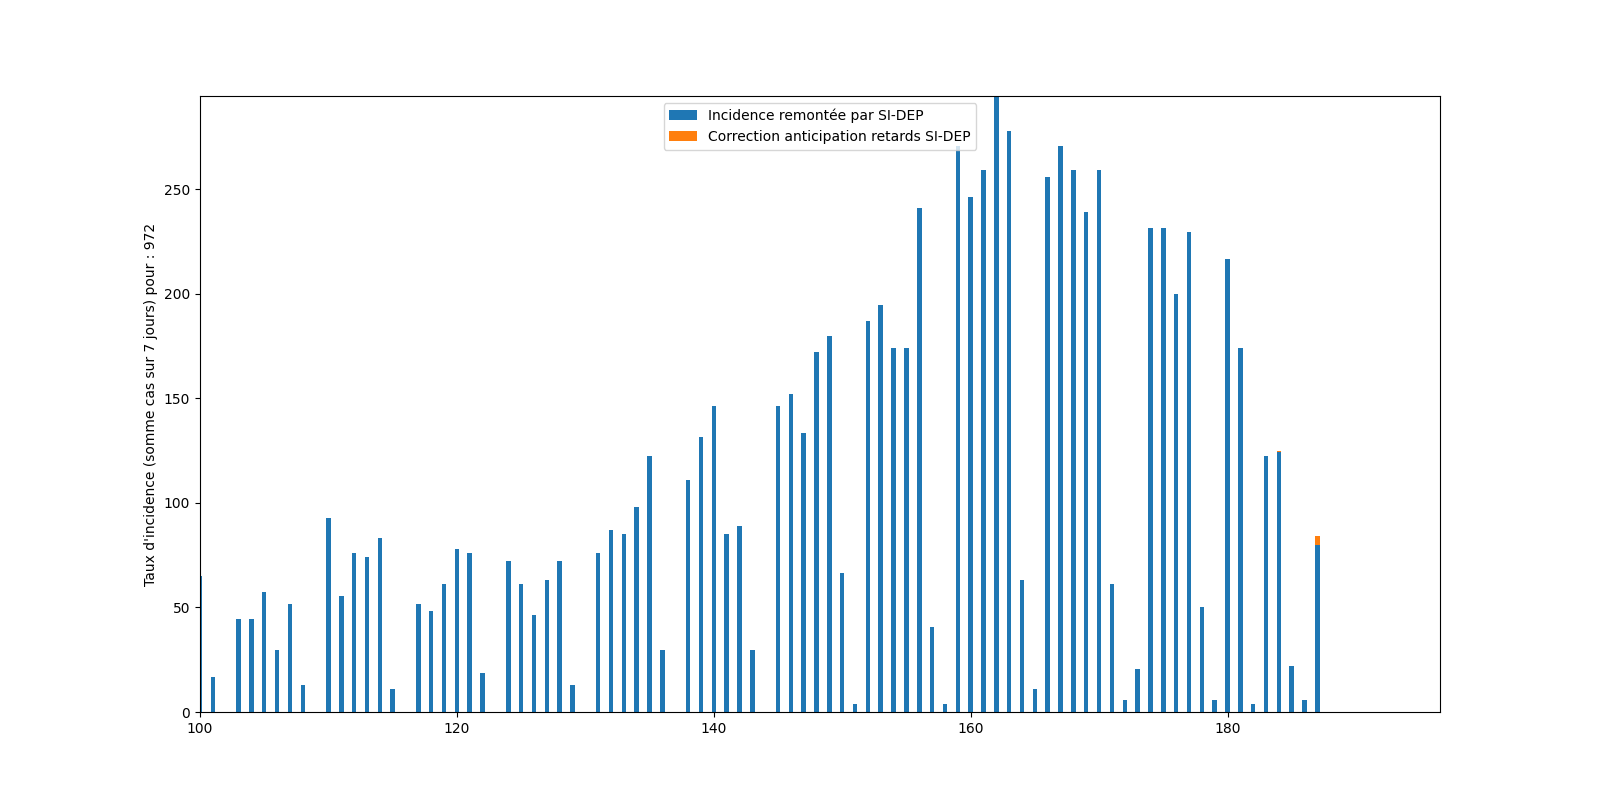 Incidence remontée par SI-DEP
Correction anticipation retards SI-DEP
Taux d'incidence (somme cas sur 7 jours) pour : 972
250
200
150
100
50
0
100 120 140 160 180